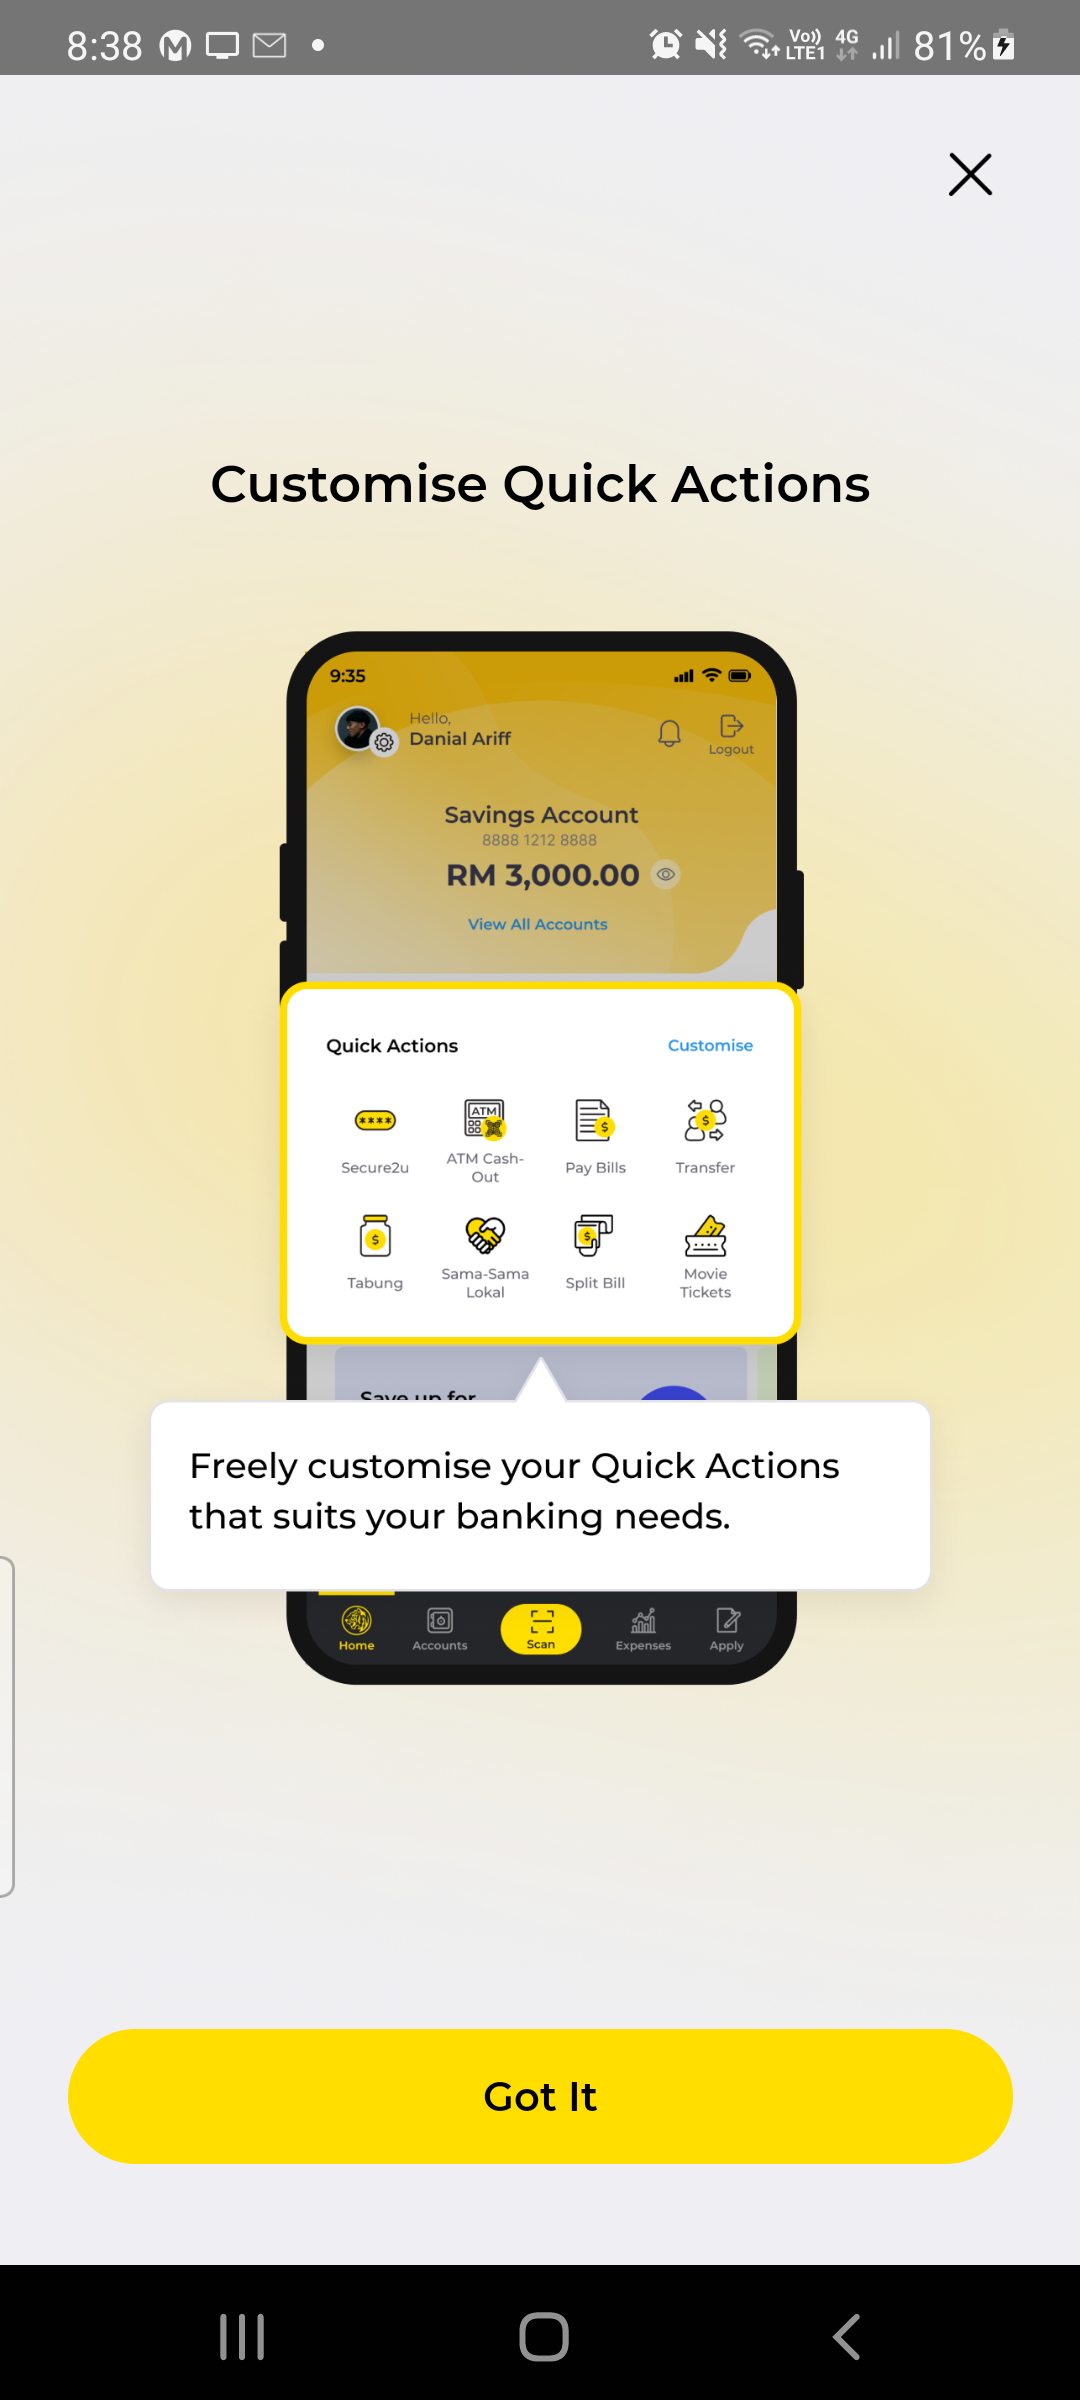 8:38
Vo)) 4G
LTE1
81%
Customise Quick Actions
9:35
Hello,
Danial Ariff
Logout
Savings Account
8888 1212 8888
RM 3,000.00
View All Accounts
Quick Actions
Customise
****
ATM
$
$
Secure2u
ATM Cash-
Out
Pay Bills
Transfer
$
$
Tabung
Sama-Sama
Lokal
Split Bill
Movie
Tickets
Save up for
Freely customise your Quick Actions
that suits your banking needs.
Home
Accounts
Scan
Expenses
Apply
Got It